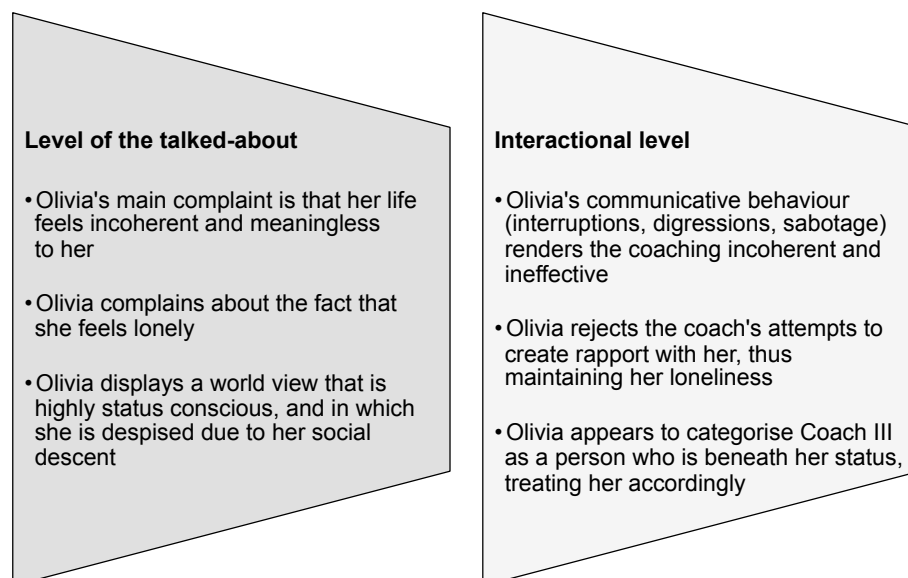 Level of the talked-about
•Olivia's main complaint is that her life
feels incoherent and meaningless
to her
•Olivia complains about the fact that
she feels lonely
•Olivia displays a world view that is
highly status conscious, and in which
she is despised due to her social
descent
Interactional level
•Olivia's communicative behaviour
(interruptions, digressions, sabotage)
renders the coaching incoherent and
ineffective
•Olivia rejects the coach's attempts to
create rapport with her, thus
maintaining her loneliness
•Olivia appears to categorise Coach III
as a person who is beneath her status,
treating her accordingly